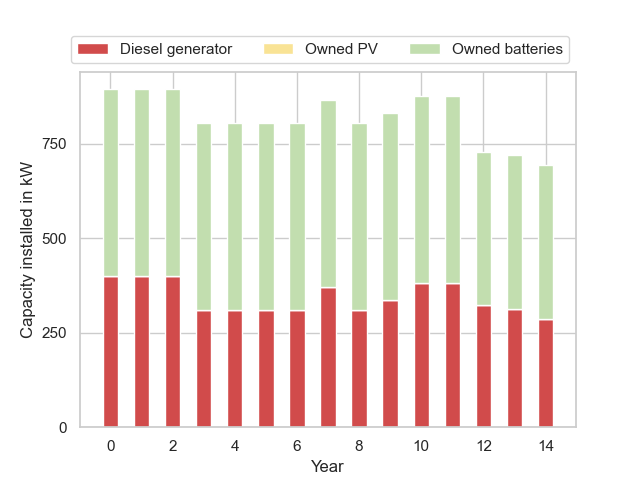 Diesel generator Owned PV Owned batteries
750
500
250
0
Capacity installed in kW
0 2 4 6 8 10 12 14
Year